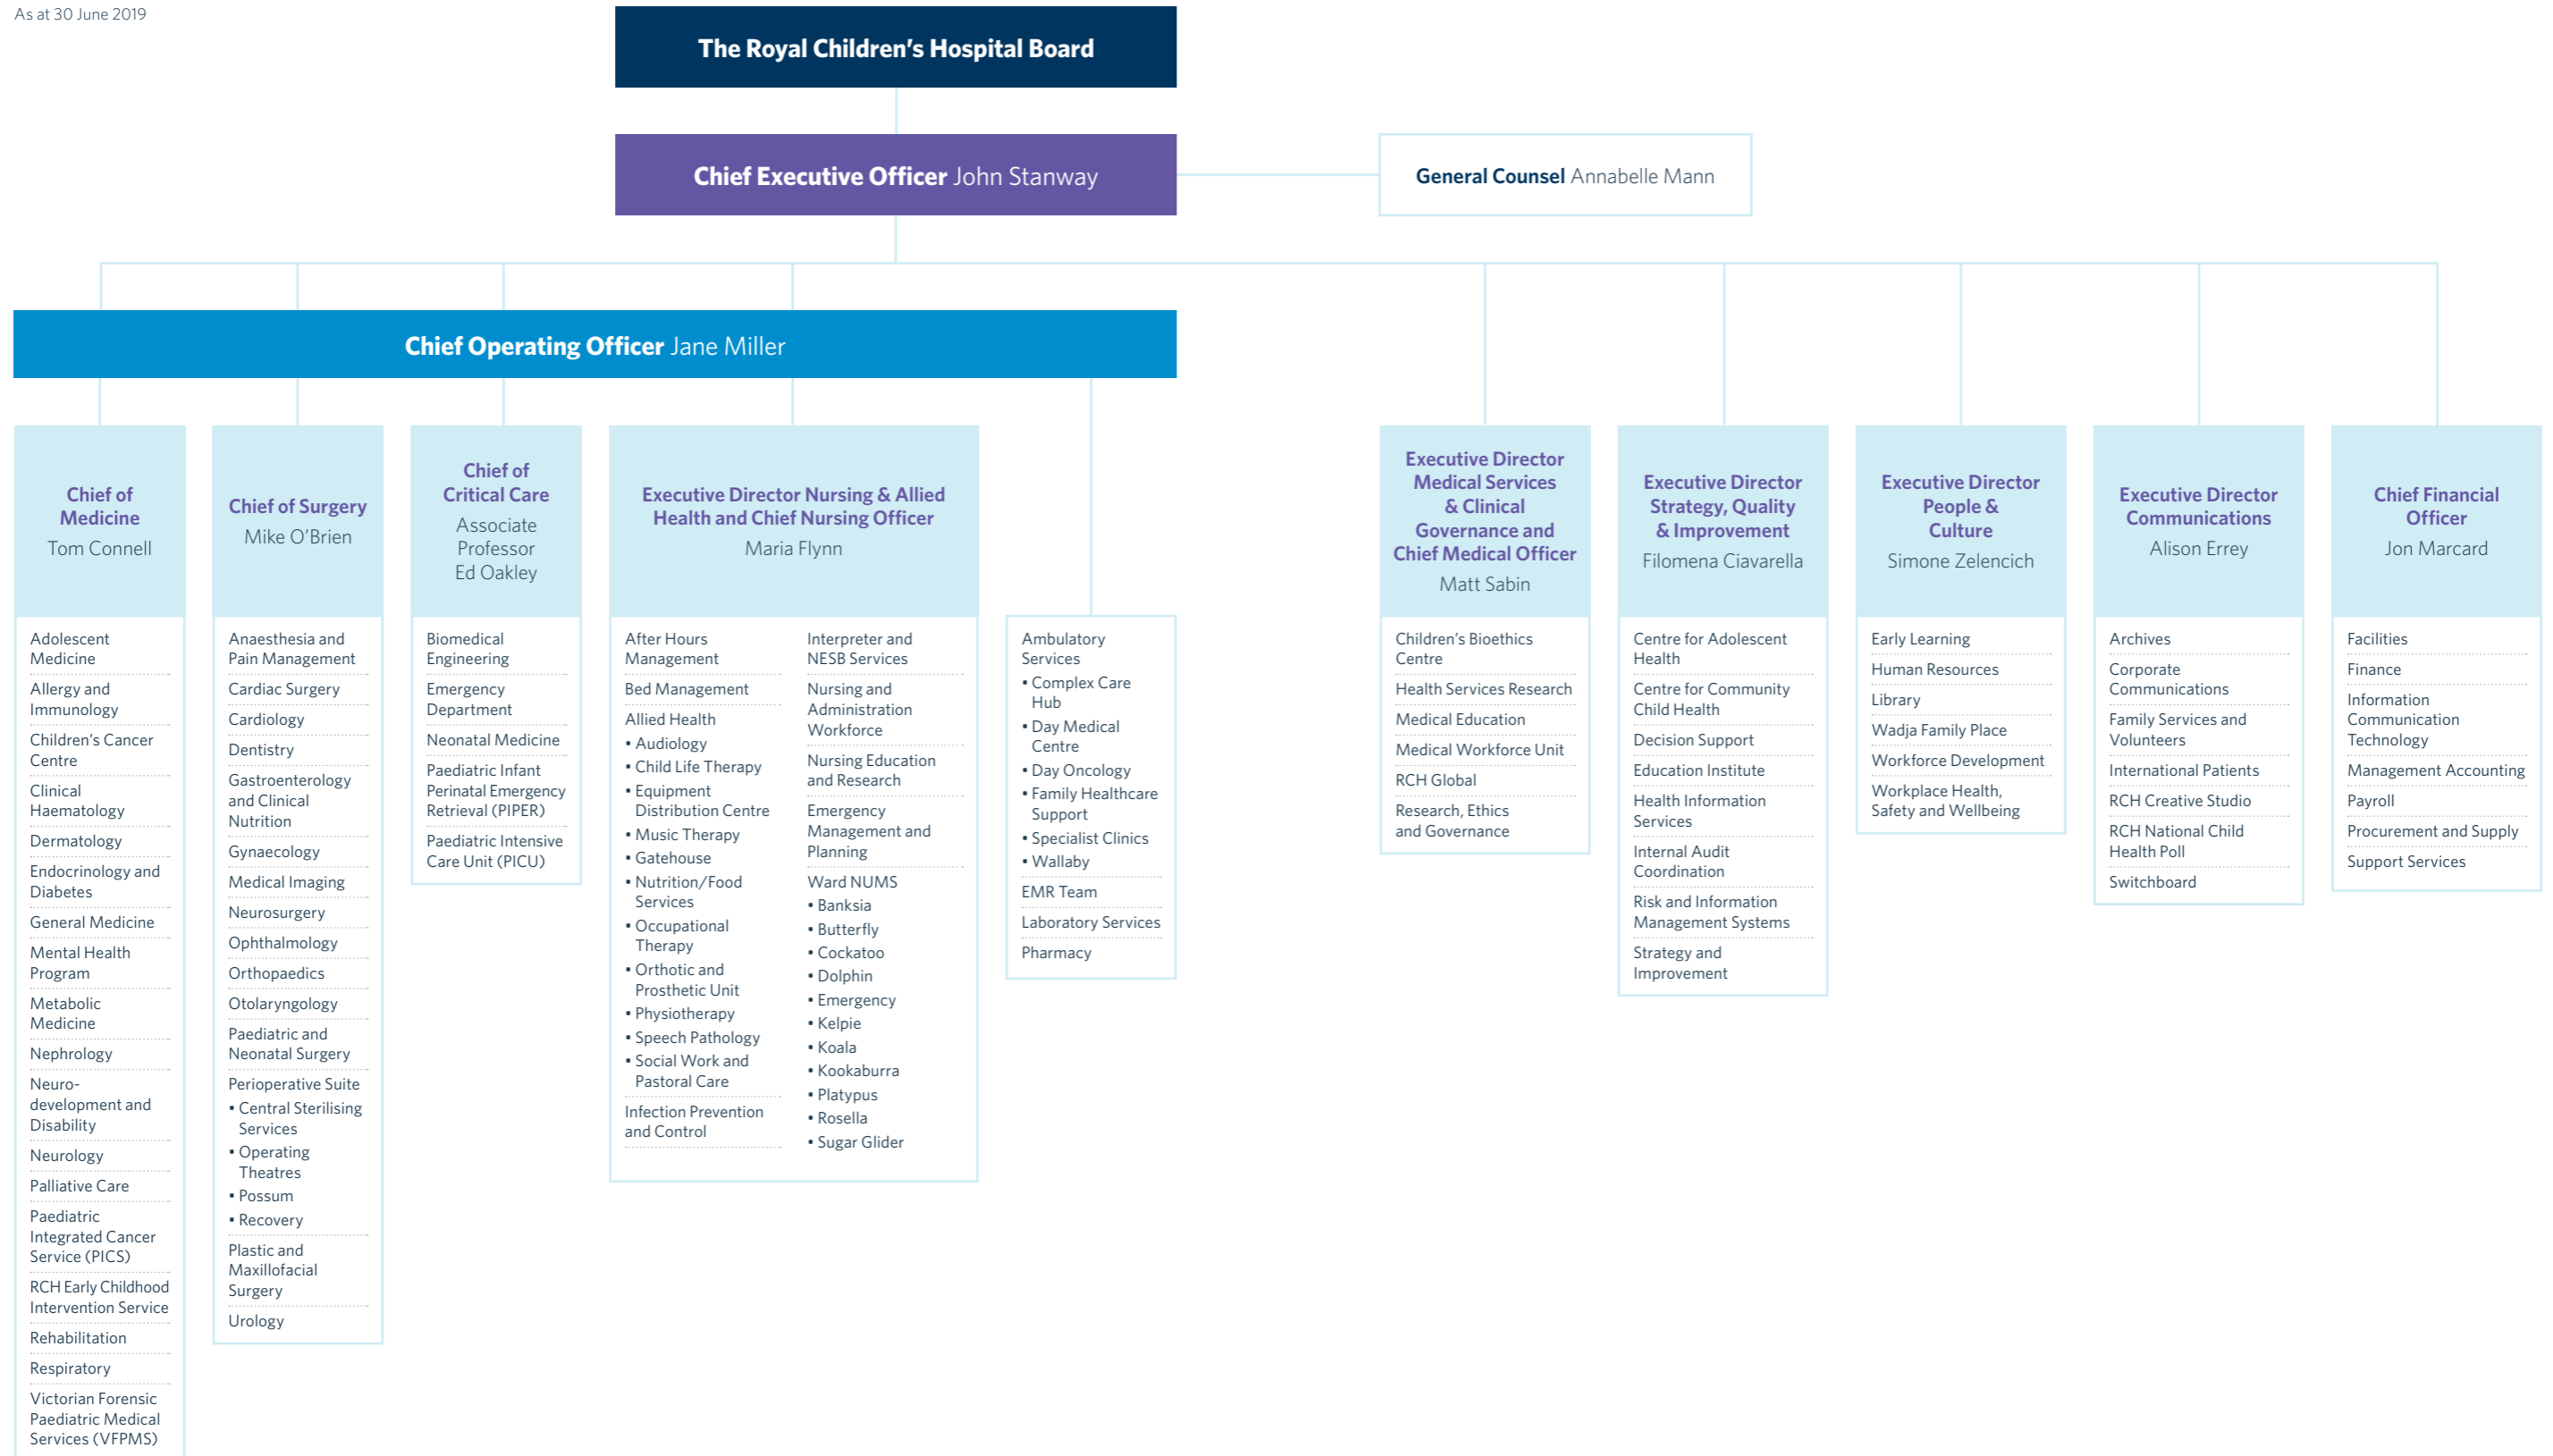 As at 30 June 2019
The Royal Children's Hospital Board
Chief Executive Officer John Stanway
General Counsel Annabelle Mann
Chief Operating Officer Jane Miller
Chief of
Medicine
Tom Connell
Adolescent
Medicine
Allergy and
Immunology
Children's Cancer
Centre
Clinical
Haematology
Dermatology
Endocrinology and
Diabetes
General Medicine
Mental Health
Program
Metabolic
Medicine
Nephrology
Neuro-
development and
Disability
Neurology
Palliative Care
Paediatric
Integrated Cancer
Service (PICS)
RCH Early Childhood
Intervention Service
Rehabilitation
Respiratory
Victorian Forensic
Paediatric Medical
Services (VFPMS)
Chief of Surgery
Mike O'Brien
Anaesthesia and
Pain Management
Cardiac Surgery
Cardiology
Dentistry
Gastroenterology
and Clinical
Nutrition
Gynaecology
Medical Imaging
Neurosurgery
Ophthalmology
Orthopaedics
Otolaryngology
Paediatric and
Neonatal Surgery
Perioperative Suite
• Central Sterilising
Services
• Operating
Theatres
• Possum
• Recovery
Plastic and
Maxillofacial
Surgery
Urology
Chief of
Critical Care
Associate
Professor
Ed Oakley
Biomedical
Engineering
Emergency
Department
Neonatal Medicine
Paediatric Infant
Perinatal Emergency
Retrieval (PIPER)
Paediatric Intensive
Care Unit (PICU)
Executive Director Nursing & Allied
Health and Chief Nursing Officer
Maria Flynn
After Hours
Management
Bed Management
Allied Health
• Audiology
• Child Life Therapy
• Equipment
Distribution Centre
• Music Therapy
• Gatehouse
• Nutrition/Food
Services
• Occupational
Therapy
• Orthotic and
Prosthetic Unit
• Physiotherapy
• Speech Pathology
• Social Work and
Pastoral Care
Infection Prevention
and Control
Interpreter and
NESB Services
Nursing and
Administration
Workforce
Nursing Education
and Research
Emergency
Management and
Planning
Ward NUMS
• Banksia
• Butterfly
• Cockatoo
• Dolphin
• Emergency
• Kelpie
• Koala
• Kookaburra
• Platypus
• Rosella
• Sugar Glider
Ambulatory
Services
• Complex Care
Hub
• Day Medical
Centre
• Day Oncology
• Family Healthcare
Support
• Specialist Clinics
• Wallaby
EMR Team
Laboratory Services
Pharmacy
Executive Director
Medical Services
& Clinical
Governance and
Chief Medical Officer
Matt Sabin
Children's Bioethics
Centre
Health Services Research
Medical Education
Medical Workforce Unit
RCH Global
Research, Ethics
and Governance
Executive Director
Strategy, Quality
& Improvement
Filomena Ciavarella
Centre for Adolescent
Health
Centre for Community
Child Health
Decision Support
Education Institute
Health Information
Services
Internal Audit
Coordination
Risk and Information
Management Systems
Strategy and
Improvement
Executive Director
People &
Culture
Simone Zelencich
Early Learning
Human Resources
Library
Wadja Family Place
Workforce Development
Workplace Health,
Safety and Wellbeing
Executive Director
Communications
Alison Errey
Archives
Corporate
Communications
Family Services and
Volunteers
International Patients
RCH Creative Studio
RCH National Child
Health Poll
Switchboard
Chief Financial
Officer
Jon Marcard
Facilities
Finance
Information
Communication
Technology
Management Accounting
Payroll
Procurement and Supply
Support Services